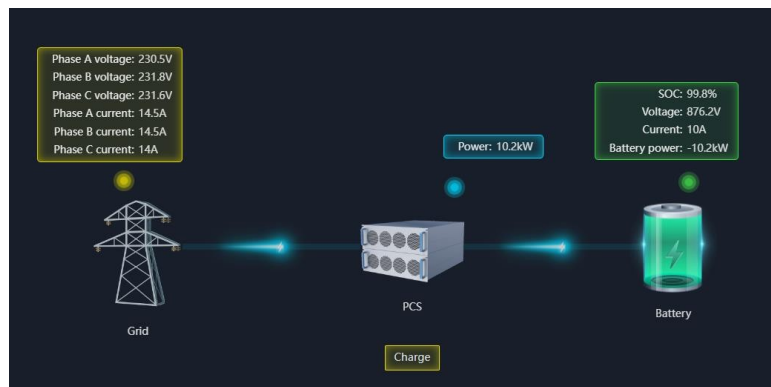 Phase A voltage: 230.5V
Phase B voltage: 231.8V
Phase C voltage: 231.6V
Phase A current: 14.5A
Phase B current: 14.5A
Phase C current: 14A
SOC: 99.8%
Voltage: 876.2V
Current: 10A
Battery power: -10.2kW
Power: 10.2kW
Grid
PCS
Battery
Charge